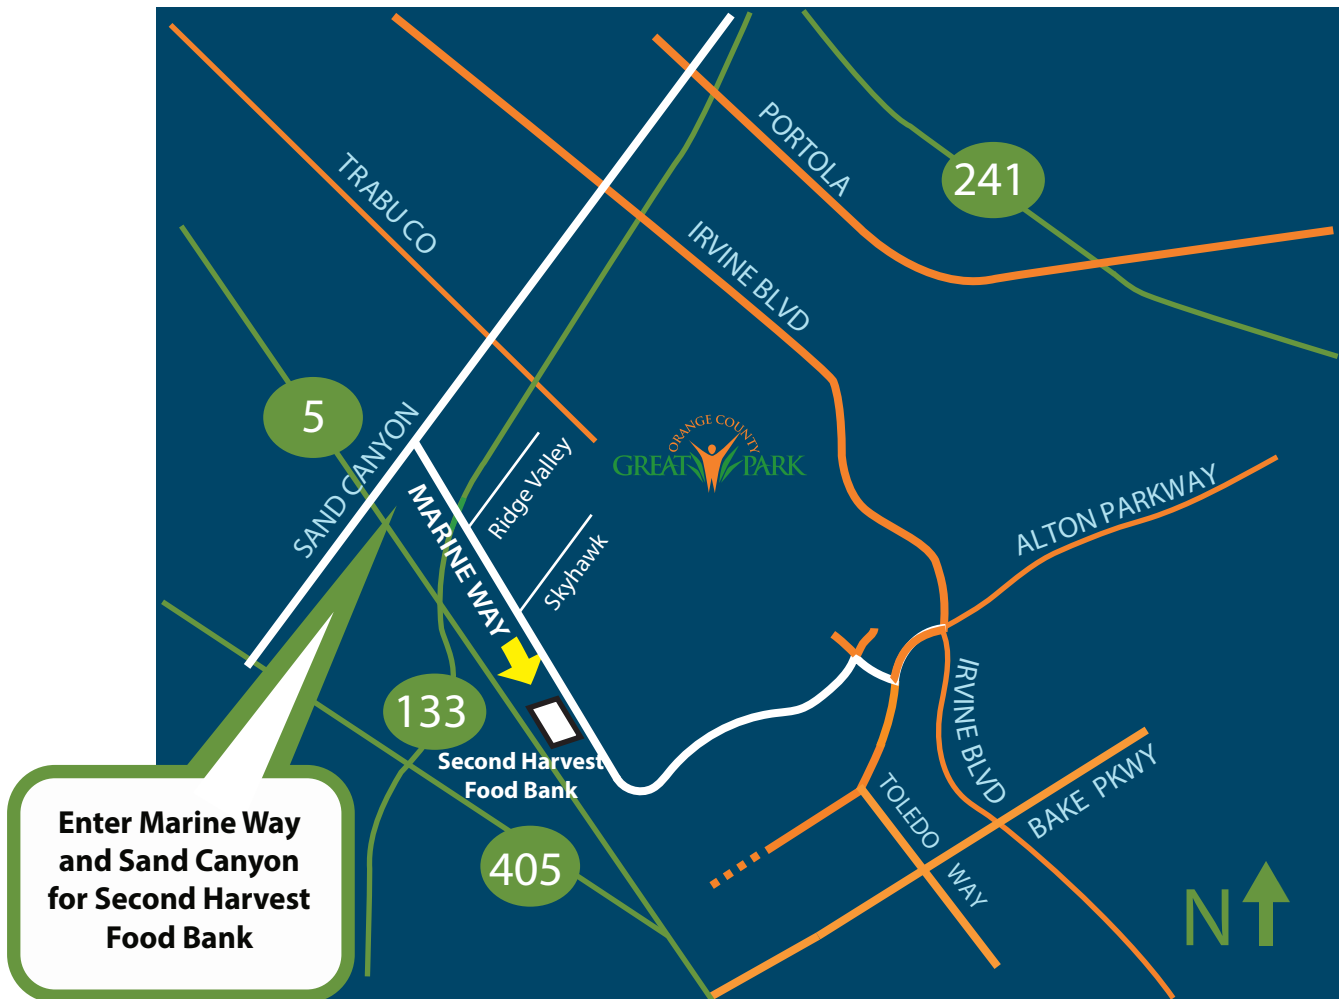 PORTOLA
241
TRABU CO
IRVINE BLVD
5
SAND CANYON
ORANGE COUNTY
GREAT PARK
Ridge Valley
MARINE WAY
Skyhawk
ALTON PARKWAY
133
Second Harvest
Food Bank
IRVINE BLVD
TOLEDO WAY
BAKE PKWY
405
Enter Marine Way
and Sand Canyon
for Second Harvest
Food Bank
N